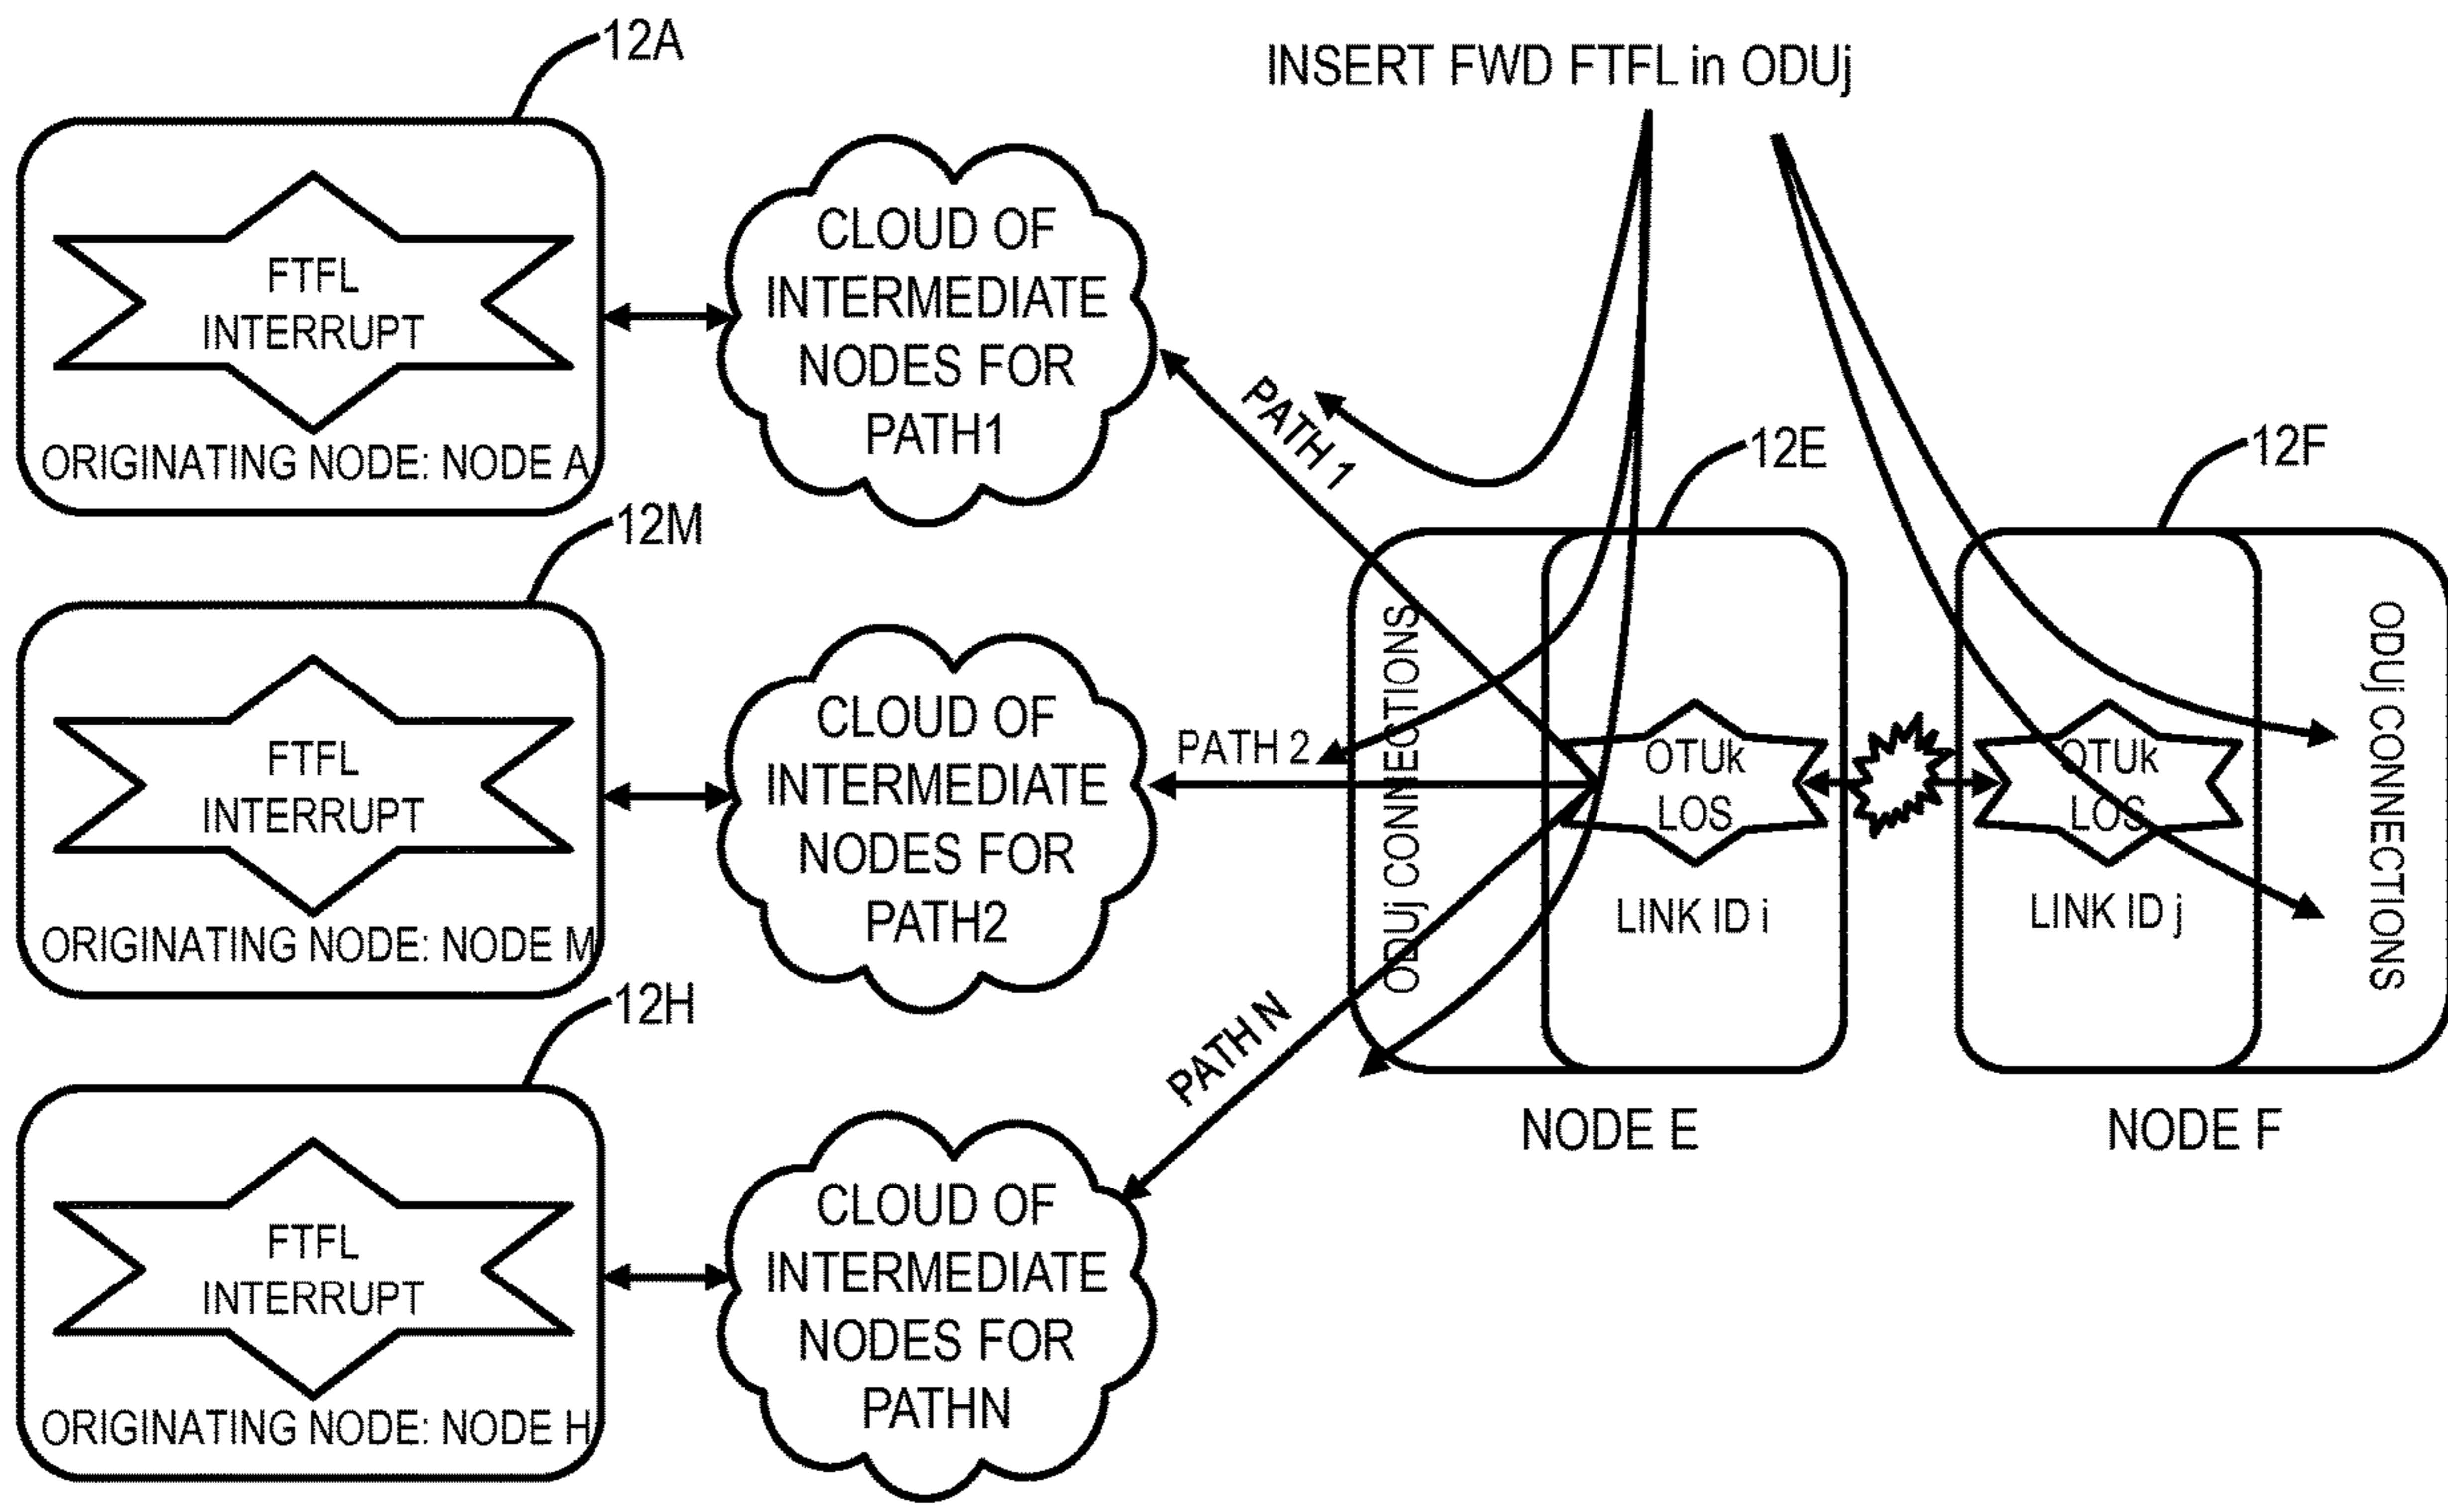 12A
INSERT FWD FTFL in ODUj
FTFL
INTERRUPT
ORIGINATING NODE: NODE A
CLOUD OF
INTERMEDIATE
NODES FOR
PATH1
PATH 1
12E
12F
12M
FTFL
INTERRUPT
ORIGINATING NODE: NODE M
CLOUD OF
INTERMEDIATE
NODES FOR
PATH2
PATH 2
ODUj CONNECTIONS
OTUk
LOS
LINK ID i
OTUk
LOS
LINK ID j
ODUj CONNECTIONS
NODE E
NODE F
12H
FTFL
INTERRUPT
ORIGINATING NODE: NODE H
CLOUD OF
INTERMEDIATE
NODES FOR
PATHN
PATH N